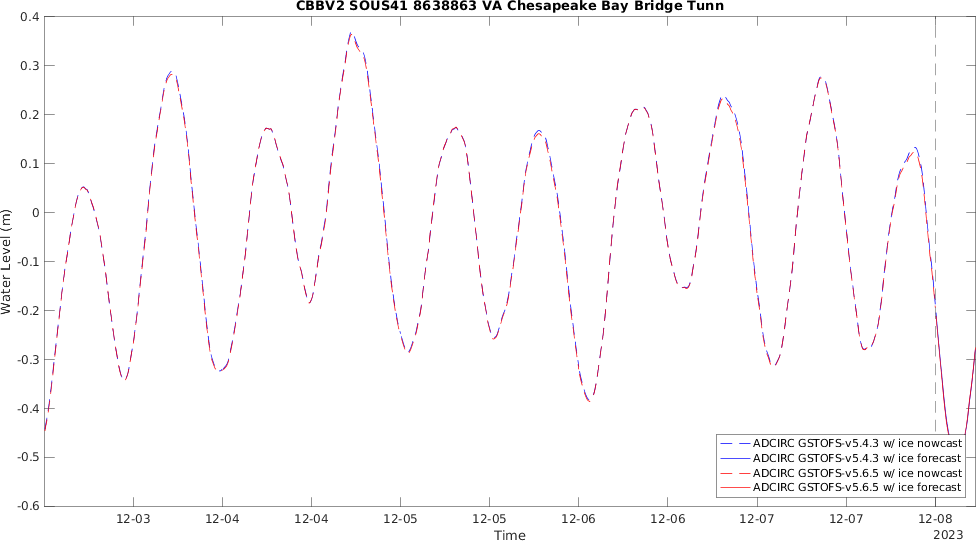 CBBV2 SOUS41 8638863 VA Chesapeake Bay Bridge Tunn
0.4
0.3
0.2
0.1
0
-0.1
-0.2
-0.3
-0.4
-0.5
-0.6
Water Level (m)
ADCIRC GSTOFS-v5.4.3 w/ ice nowcast
ADCIRC GSTOFS-v5.4.3 w/ ice forecast
ADCIRC GSTOFS-v5.6.5 w/ ice nowcast
ADCIRC GSTOFS-v5.6.5 w/ ice forecast
12-03 12-04 12-04 12-05 12-05 12-06 12-06 12-07 12-07 12-08
2023
Time